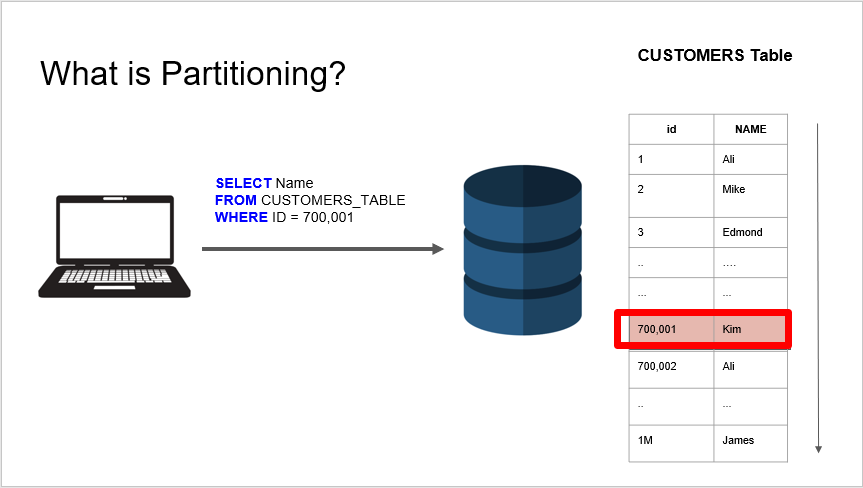 What is Partitioning?
CUSTOMERS Table
SELECT Name
FROM CUSTOMERS_TABLE
WHERE ID = 700,001
id NAME
1 Ali
2 Mike
3 Edmond
.. ....
... ...
700,001 Kim
700,002 Ali
.. ...
1M James